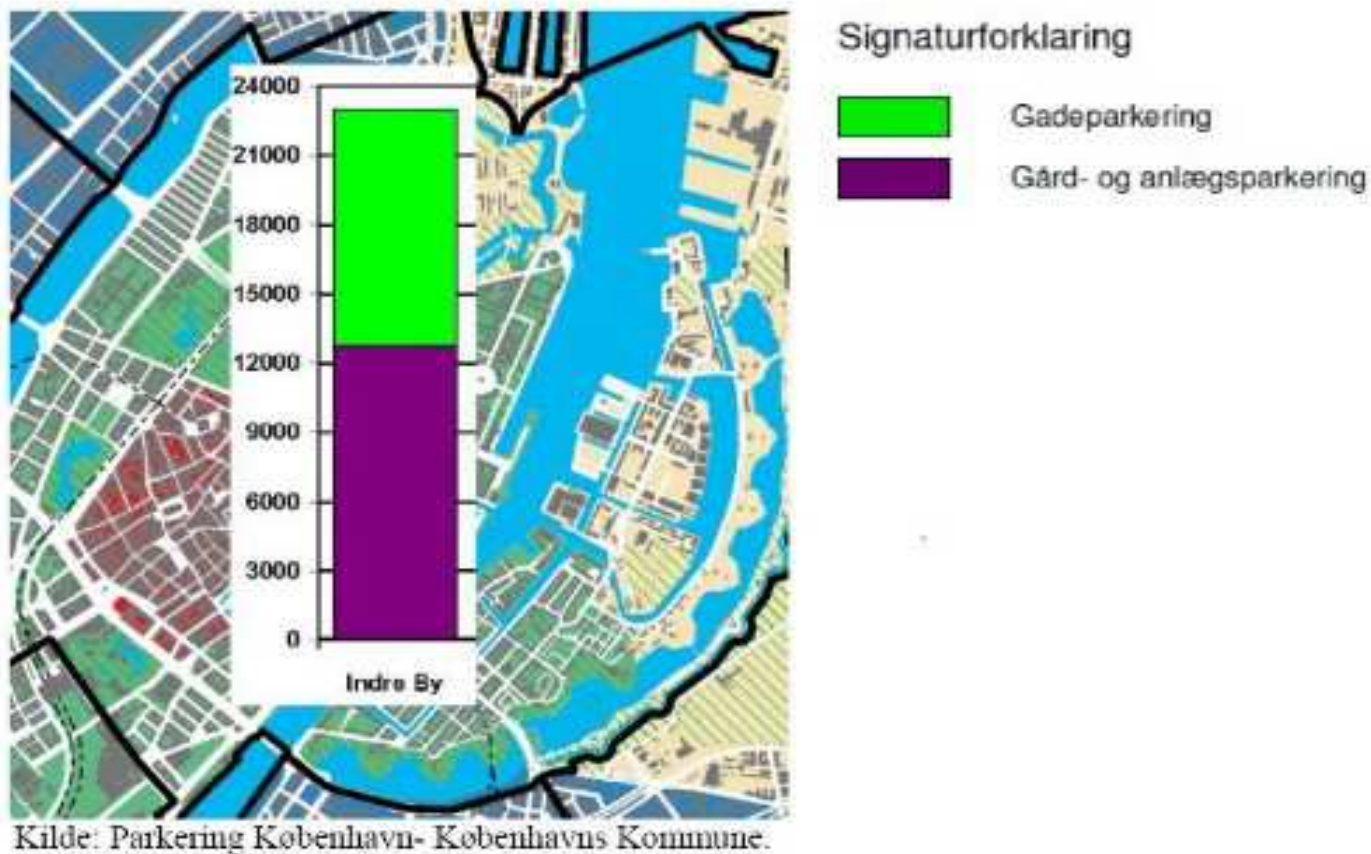 24000
21000
18000
15000
12000
9000
6000
3000
0
Indre By
Signaturforklaring
Gadeparkering
Gård- og anlægsparkering
Kilde: Parkering København- Københavns Kommune.